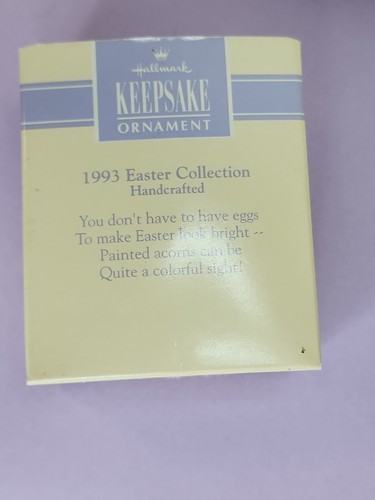 Hallmark
KEEPSAKE
ORNAMENT
1993 Easter Collection
Handcrafted
You don't have to have eggs
To make Easter look bright --
Painted acorns can be
Quite a colorful sight!